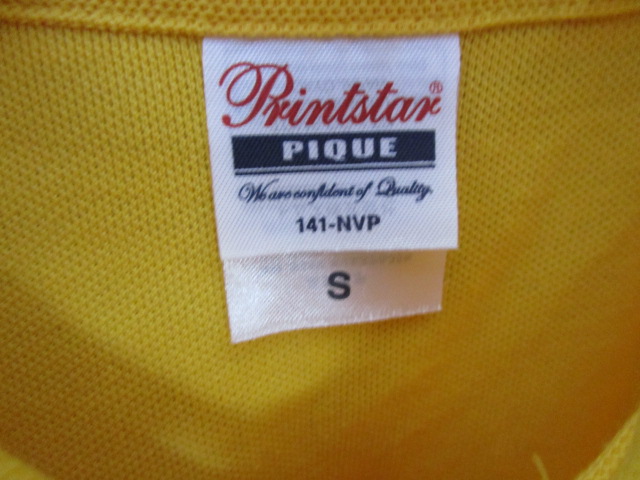 Printstar®
PIQUE
We are confident of Quality.
141-NVP
S